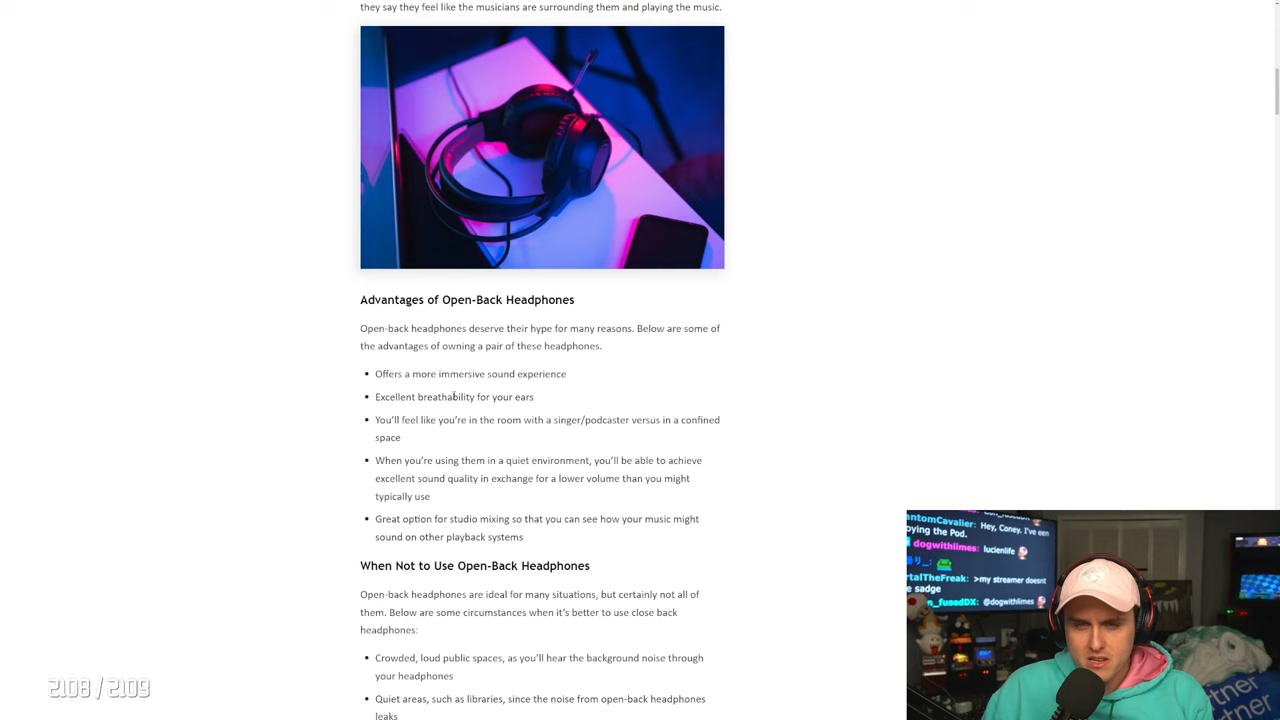 they say they feel like the musicians are surrounding them and playing the music.
Advantages of Open-Back Headphones
Open-back headphones deserve their hype for many reasons. Below are some of
the advantages of owning a pair of these headphones.
Offers a more immersive sound experience
Excellent breathability for your ears
You'll feel like you're in the room with a singer/podcaster versus in a confined
space
When you're using them in a quiet environment, you'll be able to achieve
excellent sound quality in exchange for a lower volume than you might
typically use
Great option for studio mixing so that you can see how your music might
sound on other playback systems
When Not to Use Open-Back Headphones
Open-back headphones are ideal for many situations, but certainly not all of
them. Below are some circumstances when it's better to use close back
headphones:
Crowded, loud public spaces, as you'll hear the background noise through
your headphones
Quiet areas, such as libraries, since the noise from open-back headphones
leaks
2108 / 2109
antomCavalier: Hey, Coney. I've een
oying the Pod.
dogwithlimes: lucienlife
rtalTheFreak: >my streamer doesnt
e sadge
n_fusedDX: @dogwithlimes